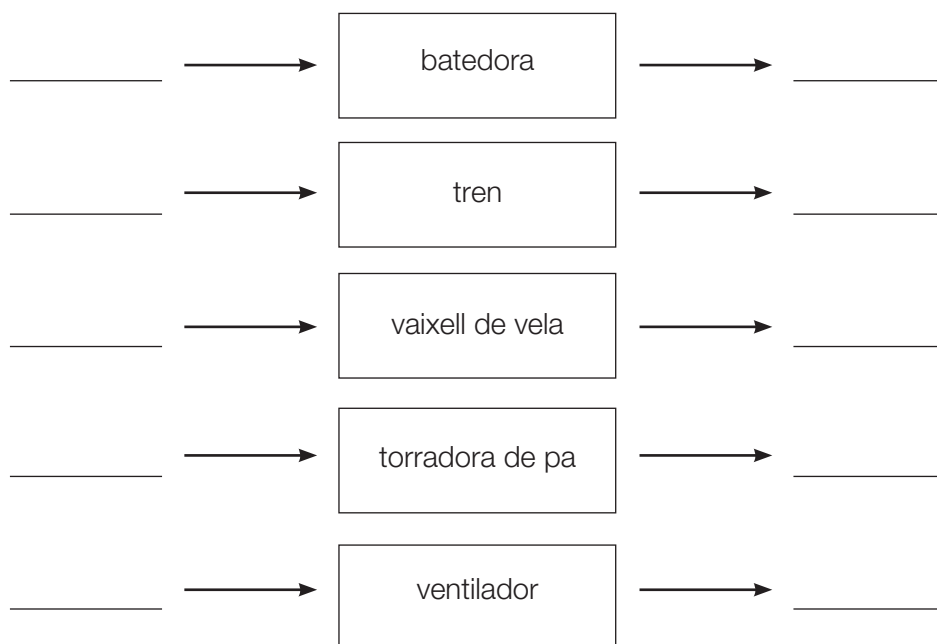 batedora
tren
vaixell de vela
torradora de pa
ventilador